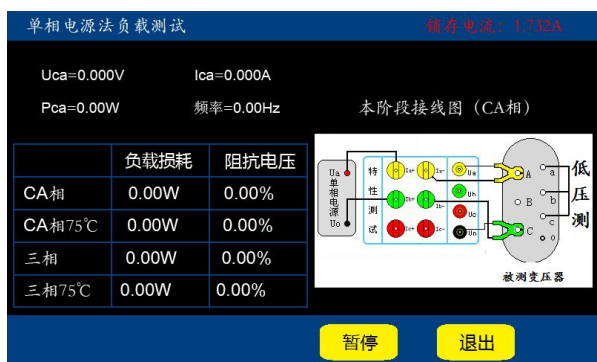 单相电源法负载测试 锁存电流：1.732A
Uca=0.000V Ica=0.000A
Pca=0.00W 频率=0.00Hz
本阶段接线图（CA相）
负载损耗 阻抗电压
CA相 0.00W 0.00%
CA相75℃ 0.00W 0.00%
三相 0.00W 0.00%
三相75℃ 0.00W 0.00%
Ua
单相电源
Uo
特性测试
Ia+ Ia- Ua
Ib+ Ib- Ub
Uc
Ic+ Ic- Un
A a
B b
C c
o
低压测
被测变压器
暂停 退出